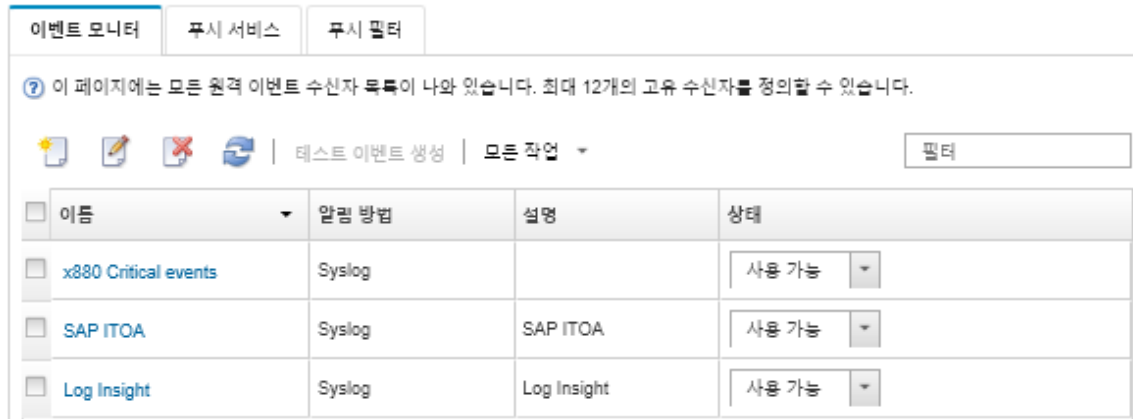 이벤트 모니터 푸시 서비스 푸시 필터
? 이 페이지에는 모든 원격 이벤트 수신자 목록이 나와 있습니다. 최대 12개의 고유 수신자를 정의할 수 있습니다.
테스트 이벤트 생성 모든 작업 필터
이름 알림 방법 설명 상태
x880 Critical events Syslog 사용 가능
SAP ITOA Syslog SAP ITOA 사용 가능
Log Insight Syslog Log Insight 사용 가능